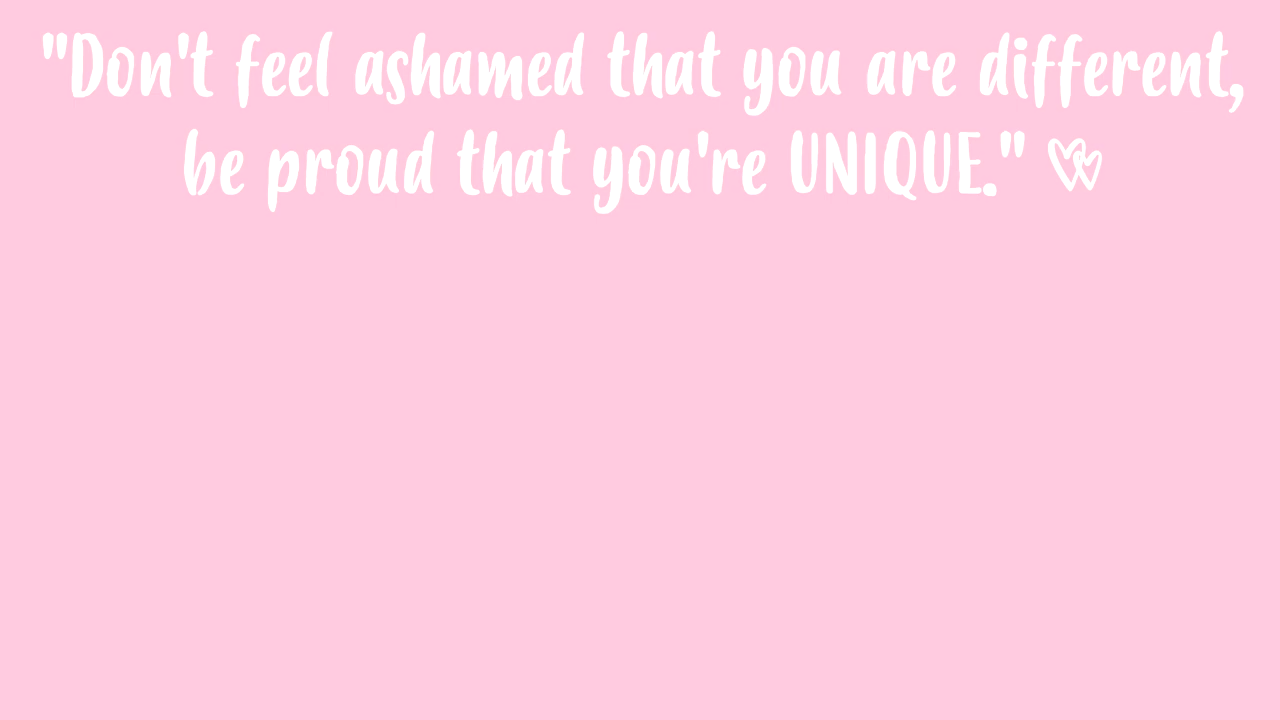 "Don't feel ashamed that you are different,
be proud that you're UNIQUE."